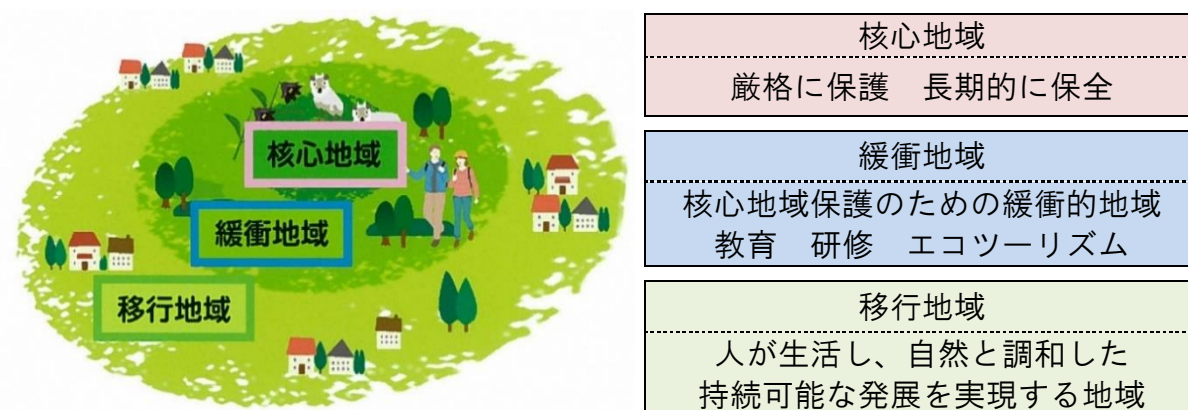 核心地域
緩衝地域
移行地域
核心地域
厳格に保護　長期的に保全
緩衝地域
核心地域保護のための緩衝的地域
教育　研修　エコツーリズム
移行地域
人が生活し、自然と調和した
持続可能な発展を実現する地域